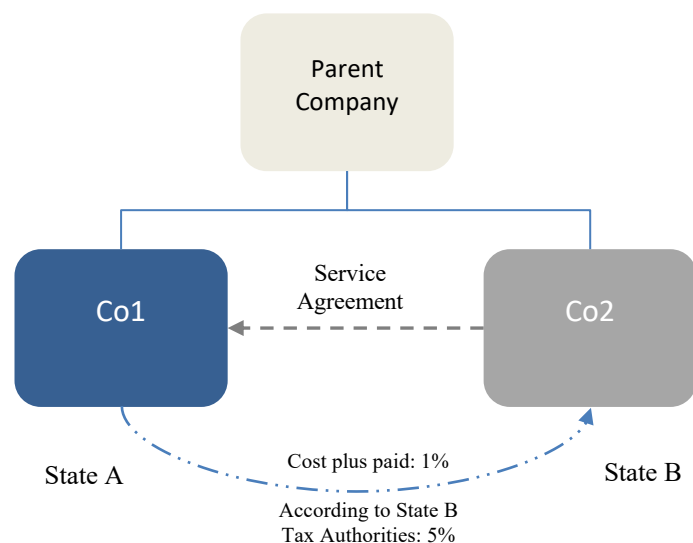 Parent
Company
Service
Agreement
Co1
Co2
Cost plus paid: 1%
State A
State B
According to State B
Tax Authorities: 5%